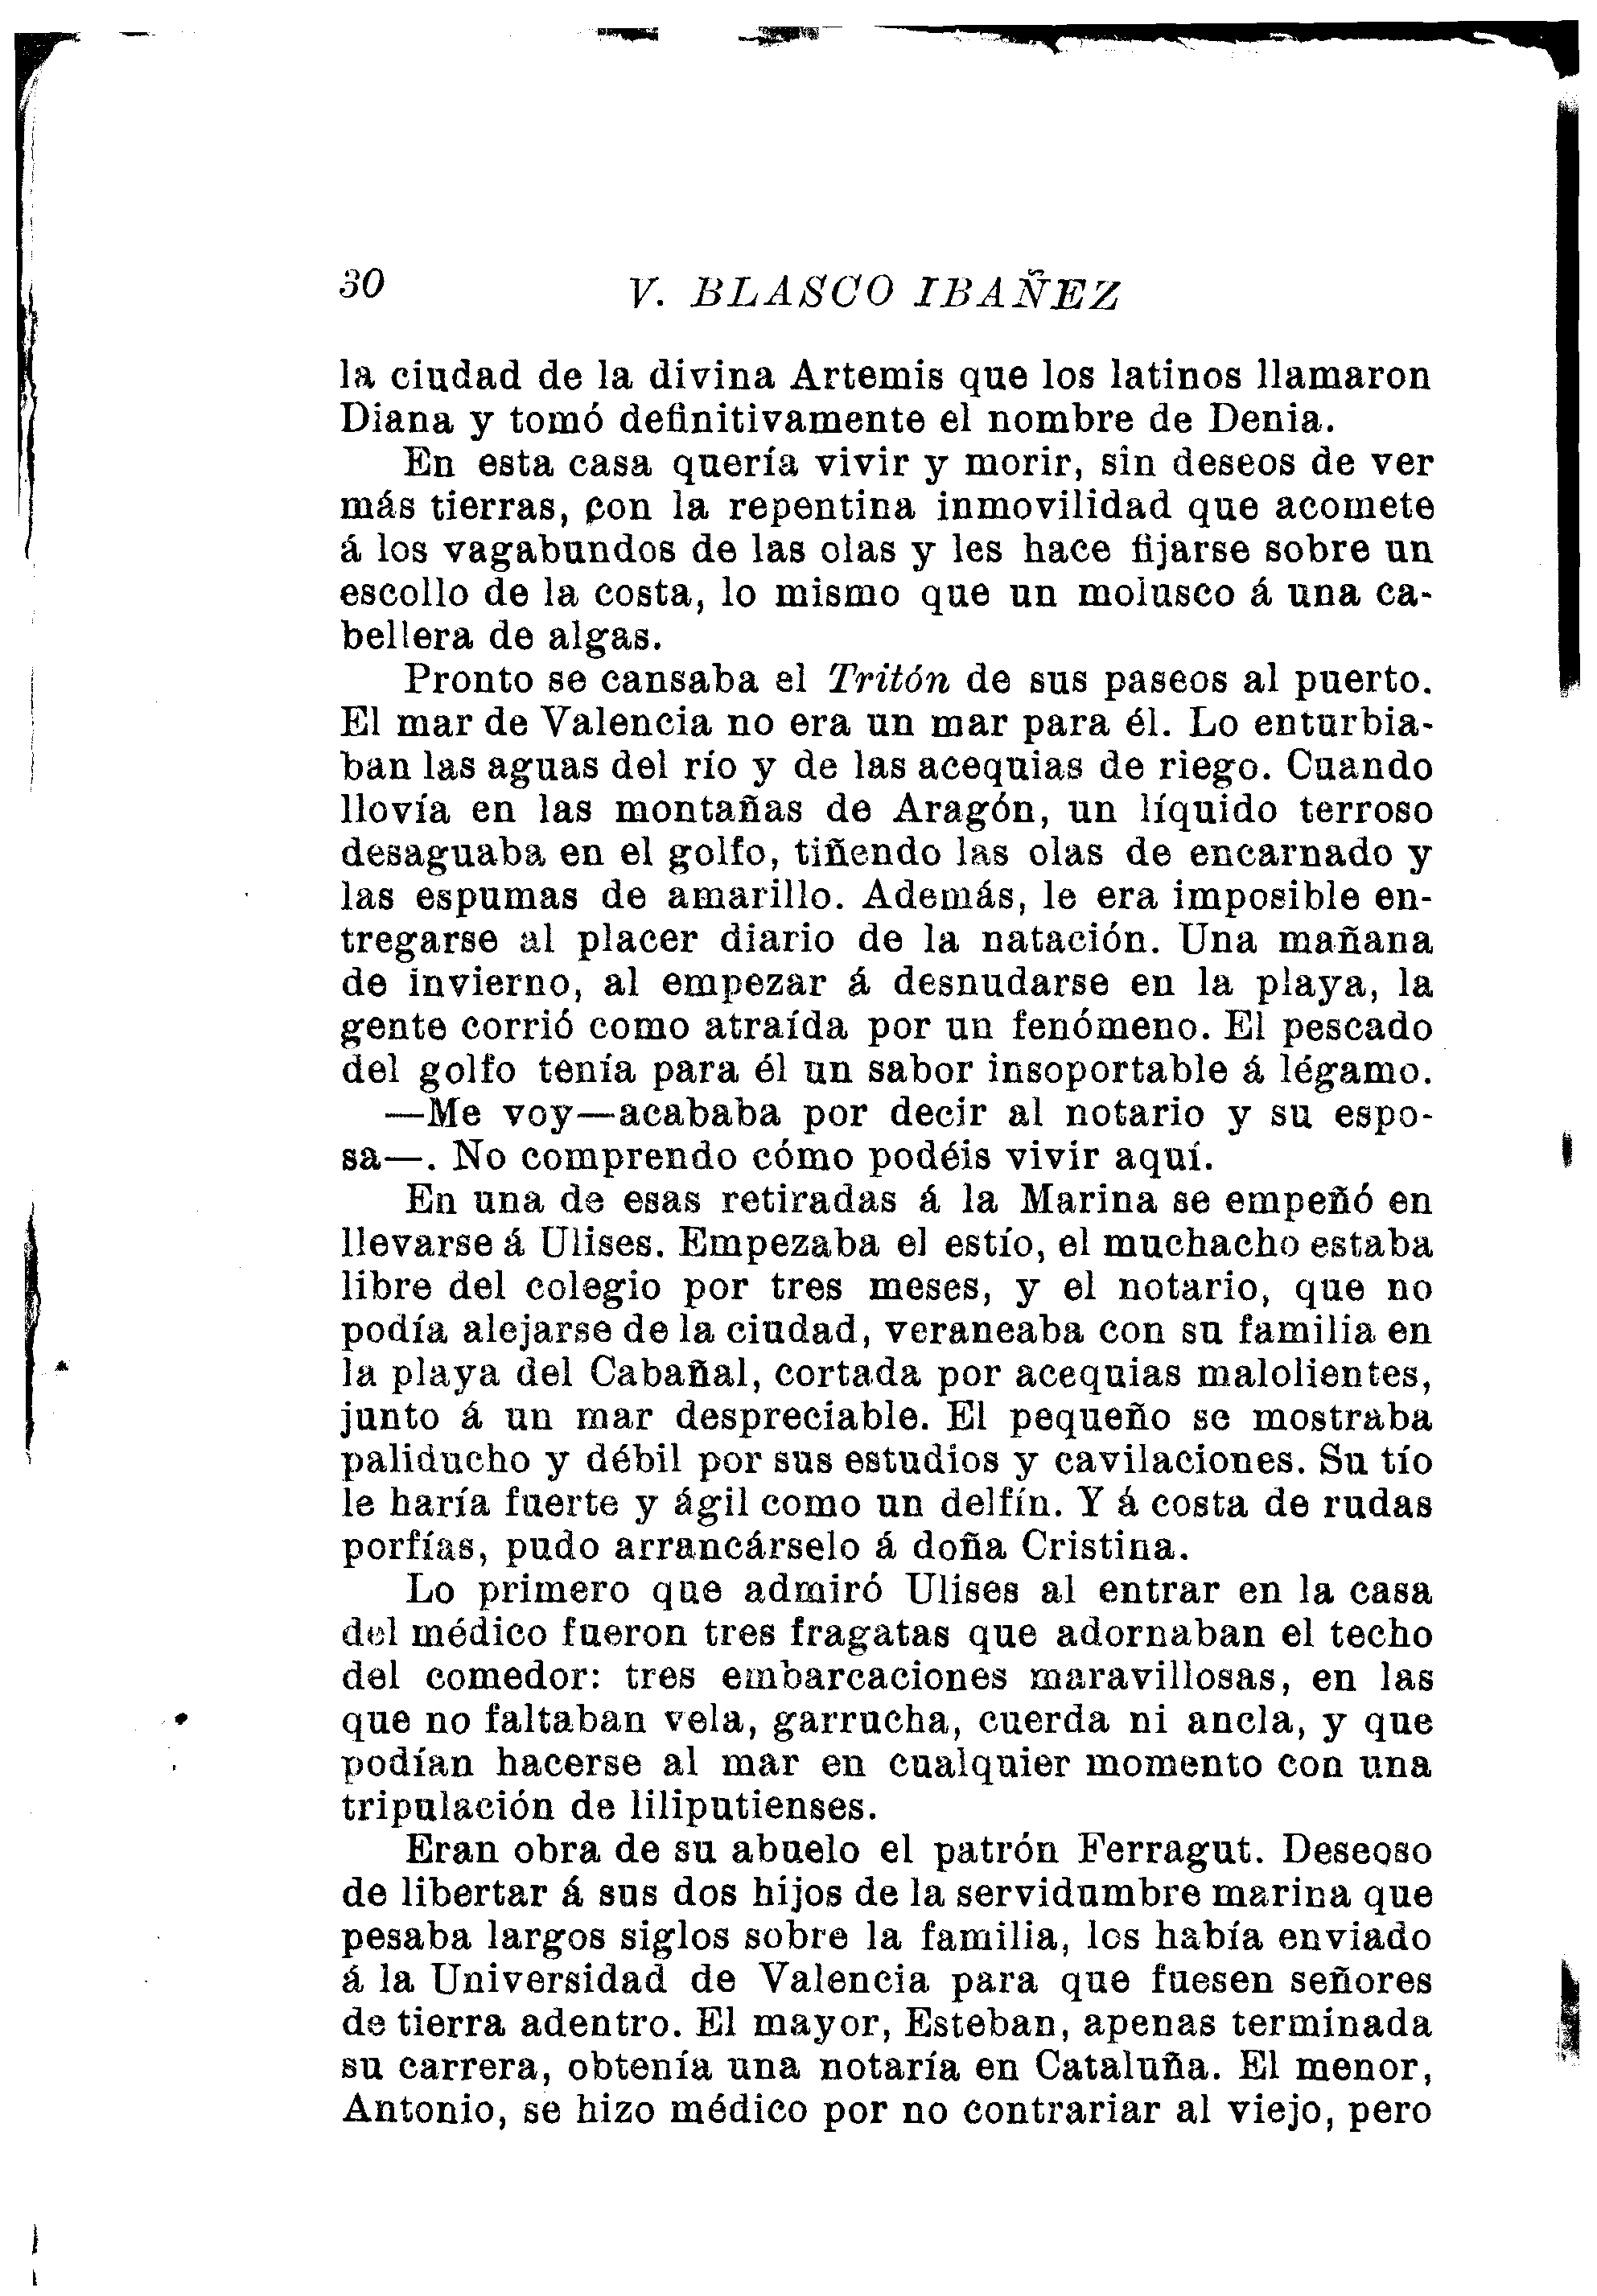 30
V. BLASCO IBAÑEZ
la ciudad de la divina Artemis que los latinos llamaron
Diana y tomó definitivamente el nombre de Denia.
En esta casa quería vivir y morir, sin deseos de ver
más tierras, con la repentina inmovilidad que acomete
á los vagabundos de las olas y les hace fijarse sobre un
escollo de la costa, lo mismo que un molusco á una ca-
bellera de algas.
Pronto se cansaba el Tritón de sus paseos al puerto.
El mar de Valencia no era un mar para él. Lo enturbia-
ban las aguas del río y de las acequias de riego. Cuando
llovía en las montañas de Aragón, un líquido terroso
desaguaba en el golfo, tiñendo las olas de encarnado y
las espumas de amarillo. Además, le era imposible en-
tregarse al placer diario de la natación. Una mañana
de invierno, al empezar á desnudarse en la playa, la
gente corrió como atraída por un fenómeno. El pescado
del golfo tenía para él un sabor insoportable á légamo.
—Me voy—acababa por decir al notario y su espo-
sa—. No comprendo cómo podéis vivir aquí.
En una de esas retiradas á la Marina se empeñó en
llevarse á Ulises. Empezaba el estío, el muchacho estaba
libre del colegio por tres meses, y el notario, que no
podía alejarse de la ciudad, veraneaba con su familia en
la playa del Cabañal, cortada por acequias malolientes,
junto á un mar despreciable. El pequeño se mostraba
paliducho y débil por sus estudios y cavilaciones. Su tío
le haría fuerte y ágil como un delfín. Y á costa de rudas
porfías, pudo arrancárselo á doña Cristina.
Lo primero que admiró Ulises al entrar en la casa
del médico fueron tres fragatas que adornaban el techo
del comedor: tres embarcaciones maravillosas, en las
que no faltaban vela, garrucha, cuerda ni ancla, y que
podían hacerse al mar en cualquier momento con una
tripulación de liliputienses.
Eran obra de su abuelo el patrón Ferragut. Deseoso
de libertar á sus dos hijos de la servidumbre marina que
pesaba largos siglos sobre la familia, los había enviado
á la Universidad de Valencia para que fuesen señores
de tierra adentro. El mayor, Esteban, apenas terminada
su carrera, obtenía una notaría en Cataluña. El menor,
Antonio, se hizo médico por no contrariar al viejo, pero